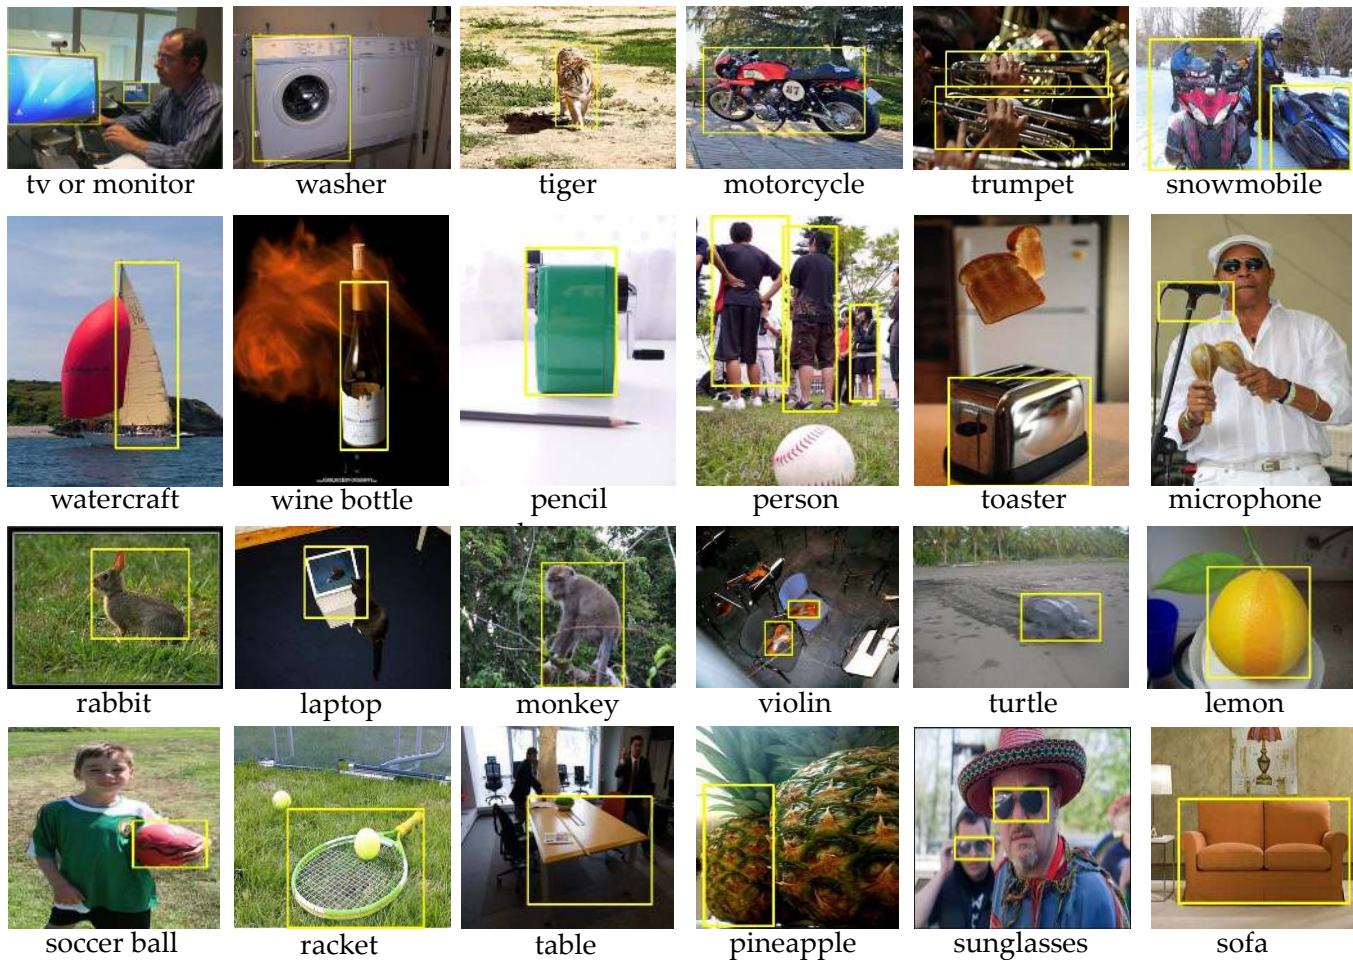 tv or monitor
washer
tiger
motorcycle
trumpet
snowmobile
87
watercraft
wine bottle
pencil
person
toaster
microphone
rabbit
laptop
monkey
violin
turtle
lemon
soccer ball
racket
table
pineapple
sunglasses
sofa